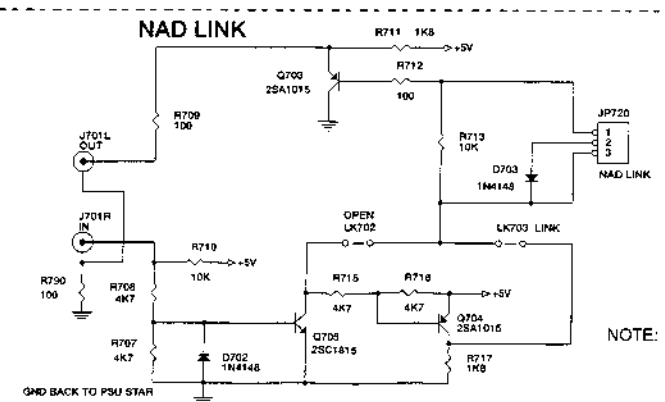 NAD LINK
R711 1K8
+5V
Q703
2SA1015
R712
100
R709
100
J701L
OUT
R713
10K
JP720
1
2
3
NAD LINK
D703
1N4148
J701R
IN
OPEN
LK702
LK703 LINK
R710
10K
+5V
R790
100
R708
4K7
R715
4K7
R716
4K7
+5V
Q704
2SA1015
Q705
2SC1815
R707
4K7
D702
1N4148
R717
1K8
NOTE:
GND BACK TO PSU STAR